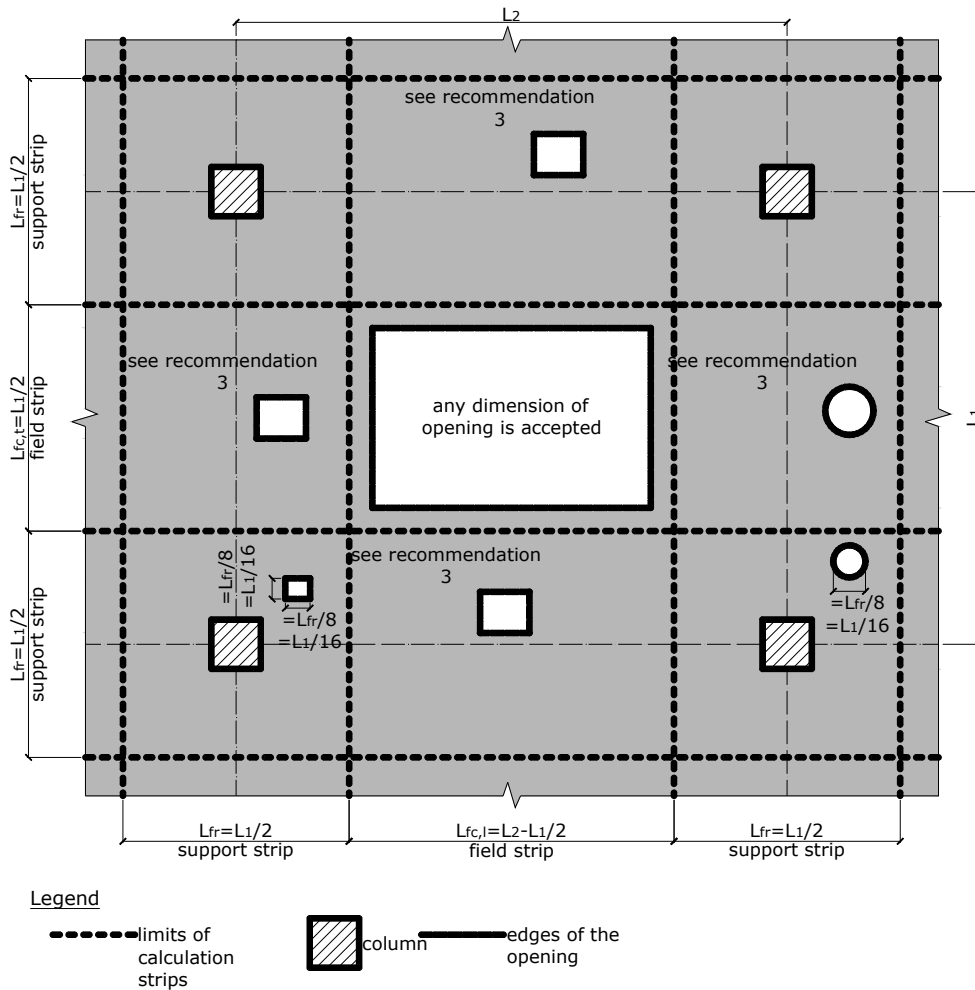 L2
see recommendation
3
Lfr=L1/2
support strip
see recommendation
3
see recommendation
3
any dimension of
opening is accepted
Lfc,t=L1/2
field strip
L1
see recommendation
3
=Lfr/8
=L1/16
=Lfr/8
=L1/16
=Lfr/8
=L1/16
Lfr=L1/2
support strip
Lfr=L1/2
support strip
Lfc,l=L2-L1/2
field strip
Lfr=L1/2
support strip
Legend
limits of
calculation
strips
column
edges of the
opening